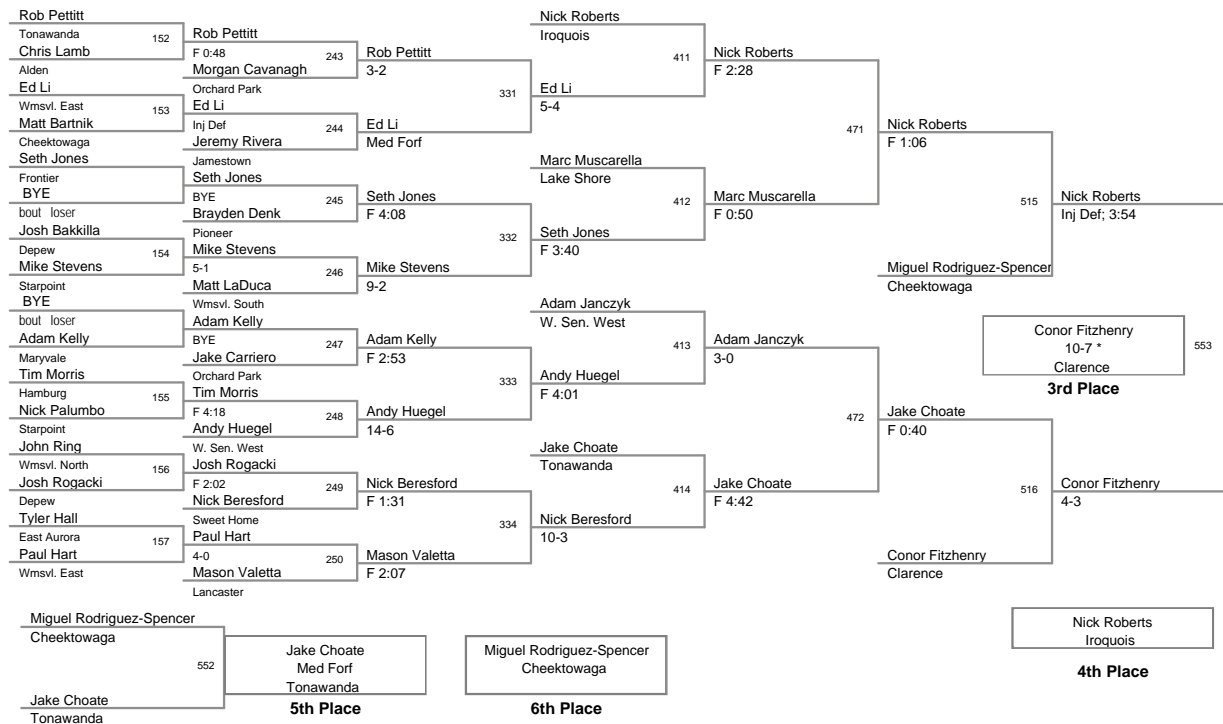 Rob Pettitt
Tonawanda
152
Chris Lamb
Alden
Ed Li
Wmsvl. East
153
Matt Bartnik
Cheektowaga
Seth Jones
Frontier
BYE
bout loser
Josh Bakkilla
Depew
154
Mike Stevens
Starpoint
BYE
bout loser
Adam Kelly
Maryvale
Tim Morris
Hamburg
155
Nick Palumbo
Starpoint
John Ring
Wmsvl. North
156
Josh Rogacki
Depew
Tyler Hall
East Aurora
157
Paul Hart
Wmsvl. East
Rob Pettitt
F 0:48
243
Morgan Cavanagh
Orchard Park
Ed Li
Inj Def
244
Jeremy Rivera
Jamestown
Seth Jones
BYE
245
Brayden Denk
Pioneer
Mike Stevens
5-1
246
Matt LaDuca
Wmsvl. South
Adam Kelly
BYE
247
Jake Carriero
Orchard Park
Tim Morris
F 4:18
248
Andy Huegel
W. Sen. West
Josh Rogacki
F 2:02
249
Nick Beresford
Sweet Home
Paul Hart
4-0
250
Mason Valetta
Lancaster
Rob Pettitt
3-2
331
Ed Li
Med Forf
Seth Jones
F 4:08
332
Mike Stevens
9-2
Adam Kelly
F 2:53
333
Andy Huegel
14-6
Nick Beresford
F 1:31
334
Mason Valetta
F 2:07
Nick Roberts
Iroquois
411
Ed Li
5-4
Marc Muscarella
Lake Shore
412
Seth Jones
F 3:40
Adam Janczyk
W. Sen. West
413
Andy Huegel
F 4:01
Jake Choate
Tonawanda
414
Nick Beresford
10-3
Nick Roberts
F 2:28
471
Marc Muscarella
F 0:50
Adam Janczyk
3-0
472
Jake Choate
F 4:42
Nick Roberts
F 1:06
515
Miguel Rodriguez-Spencer
Cheektowaga
Jake Choate
F 0:40
516
Conor Fitzhenry
Clarence
Nick Roberts
Inj Def; 3:54
Conor Fitzhenry
10-7 *
Clarence
553
3rd Place
Conor Fitzhenry
4-3
Nick Roberts
Iroquois
4th Place
Miguel Rodriguez-Spencer
Cheektowaga
552
Jake Choate
Tonawanda
Jake Choate
Med Forf
Tonawanda
5th Place
Miguel Rodriguez-Spencer
Cheektowaga
6th Place